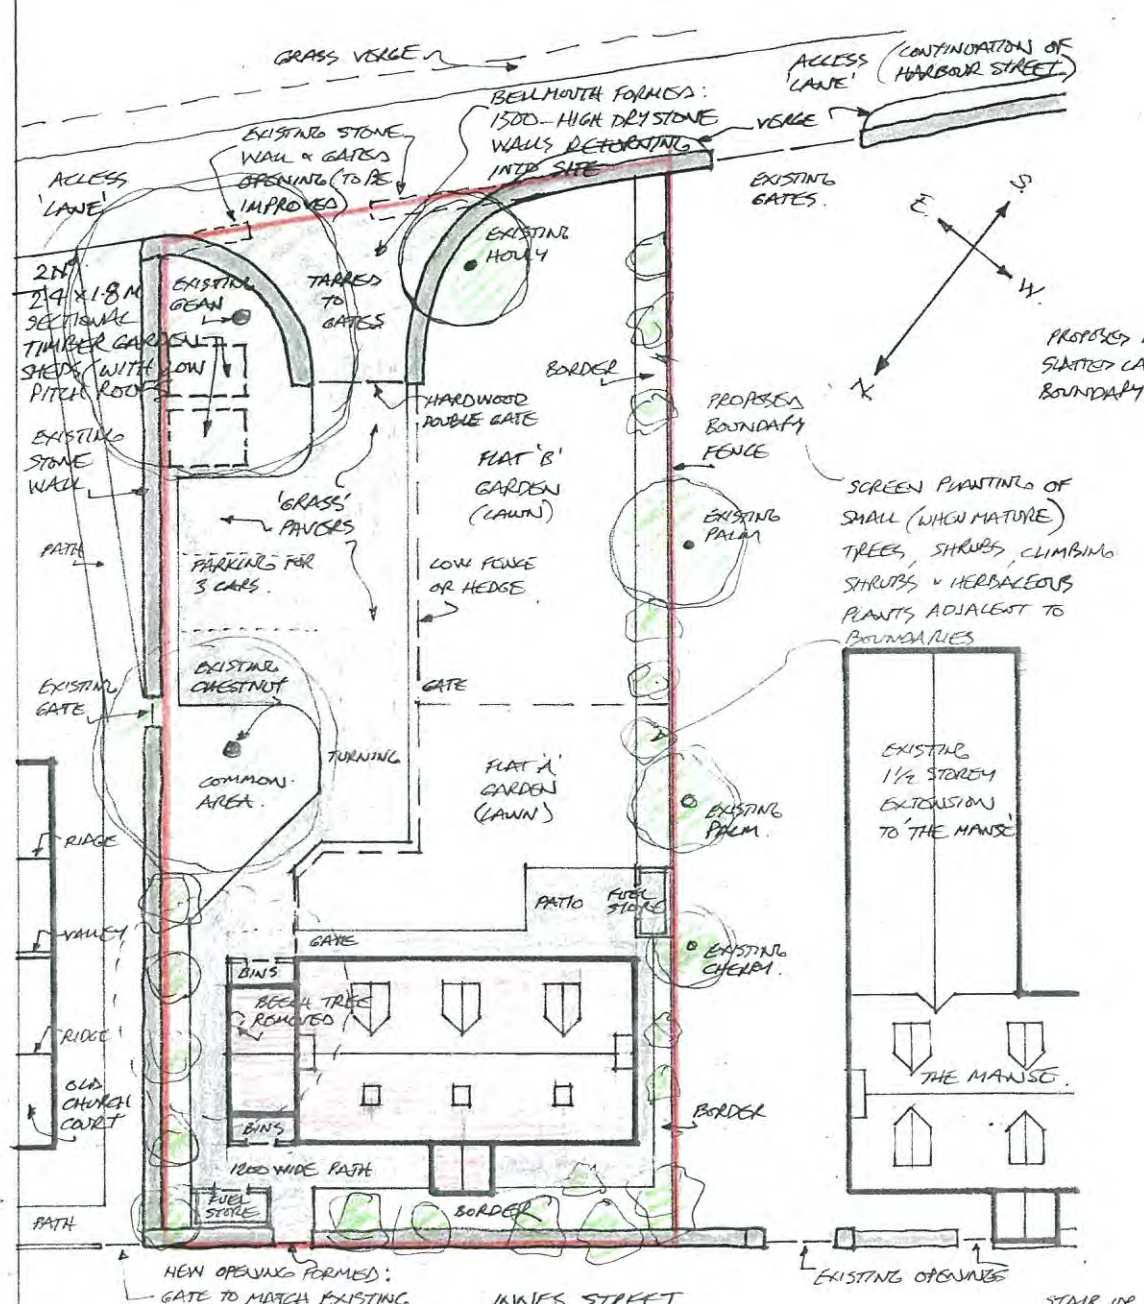 GRASS VERGE
ACCESS
'LANE'
(CONTINUATION OF
HARBOUR STREET)
BELLMOUTH FORMED:
1500-HIGH DRYSTONE
WALLS RETURNING
INTO SITE
VERGE
EXISTING STONE
WALL & GATED
OPENING (TO BE
IMPROVED)
ACCESS
'LANE'
EXISTING
GATES.
S.
E.
W.
N
2Nº
2.4 x 1.8 M
SECTIONAL
TIMBER GARDEN
SHEDS (WITH LOW
PITCH ROOFS
EXISTING
GEAN
TARRED
TO
GATES
EXISTING
HOLLY
PROPOSED
SLATTED
BOUNDARY
BORDER
HARDWOOD
DOUBLE GATE
PROPOSED
BOUNDARY
FENCE
EXISTING
STONE
WALL
FLAT 'B'
GARDEN
(LAWN)
'GRASS'
PAVERS
SCREEN PLANTING OF
SMALL (WHEN MATURE)
TREES, SHRUBS, CLIMBING
SHRUBS & HERBACEOUS
PLANTS ADJACENT TO
BOUNDARIES
EXISTING
PALM
PATH
PARKING FOR
3 CARS.
LOW FENCE
OR HEDGE.
EXISTING
CHESTNUT
EXISTING
GATE
GATE
TURNING
COMMON
AREA.
FLAT 'A'
GARDEN
(LAWN)
EXISTING
1½ STOREY
EXTENSION
TO 'THE MANSE'
EXISTING
PALM.
RIDGE
PATIO
FUEL
STORE
VALLEY
GATE
EXISTING
CHERRY.
BINS
BEECH TREE
REMOVED
RIDGE
OLD
CHURCH
COURT
THE MANSE.
BORDER
BINS
1200 WIDE PATH
FUEL
STORE
BORDER
PATH
NEW OPENING FORMED:
GATE TO MATCH EXISTING
INNES STREET
EXISTING OPENINGS
STAIR